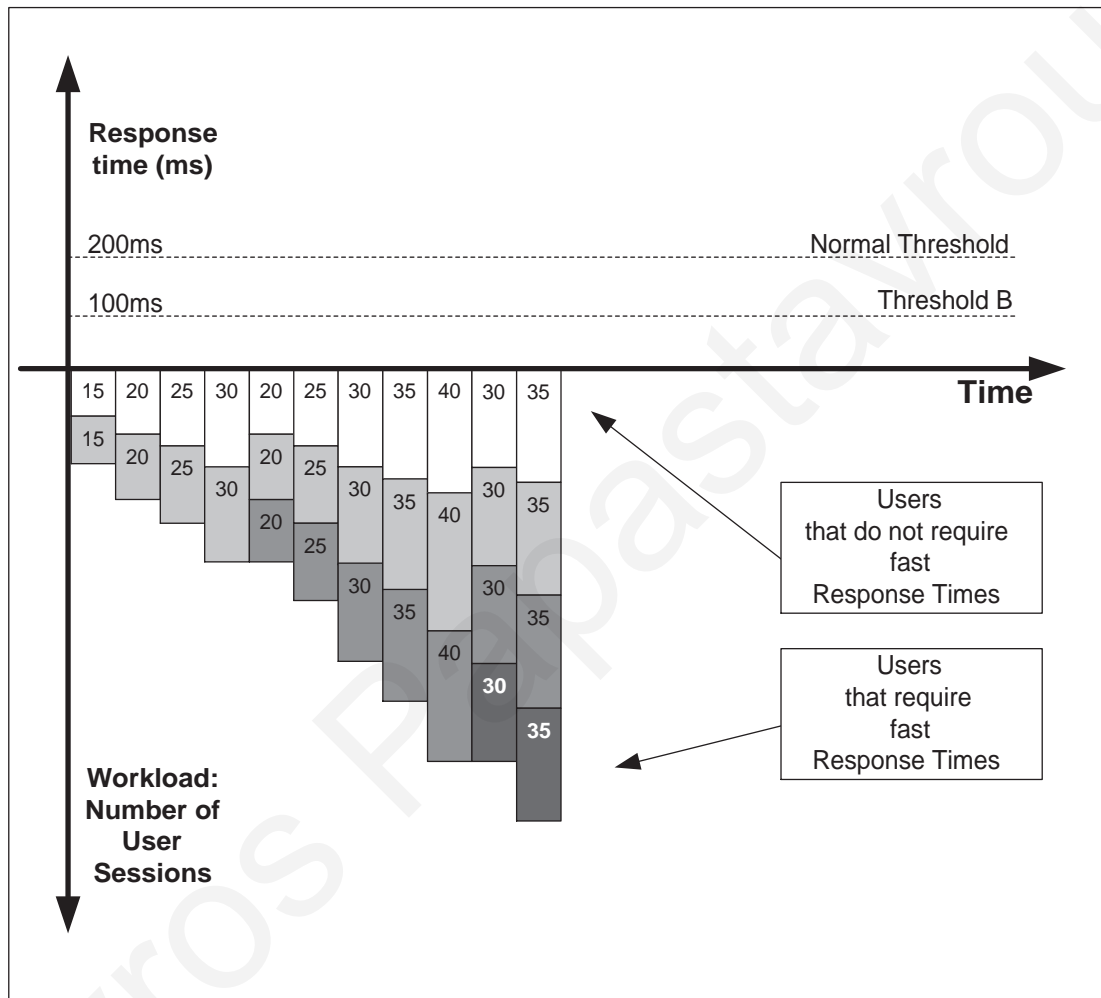 Response
time (ms)
200ms
Normal Threshold
100ms
Threshold B
Time
15 20 25 30 20 25 30 35 40 30 35
15 20 25 30 20 25 30 35 40 30 35
20 25 30 35 40 30 35
30 35
Users
that do not require
fast
Response Times
Users
that require
fast
Response Times
Workload:
Number of
User
Sessions
ros Papastavrou